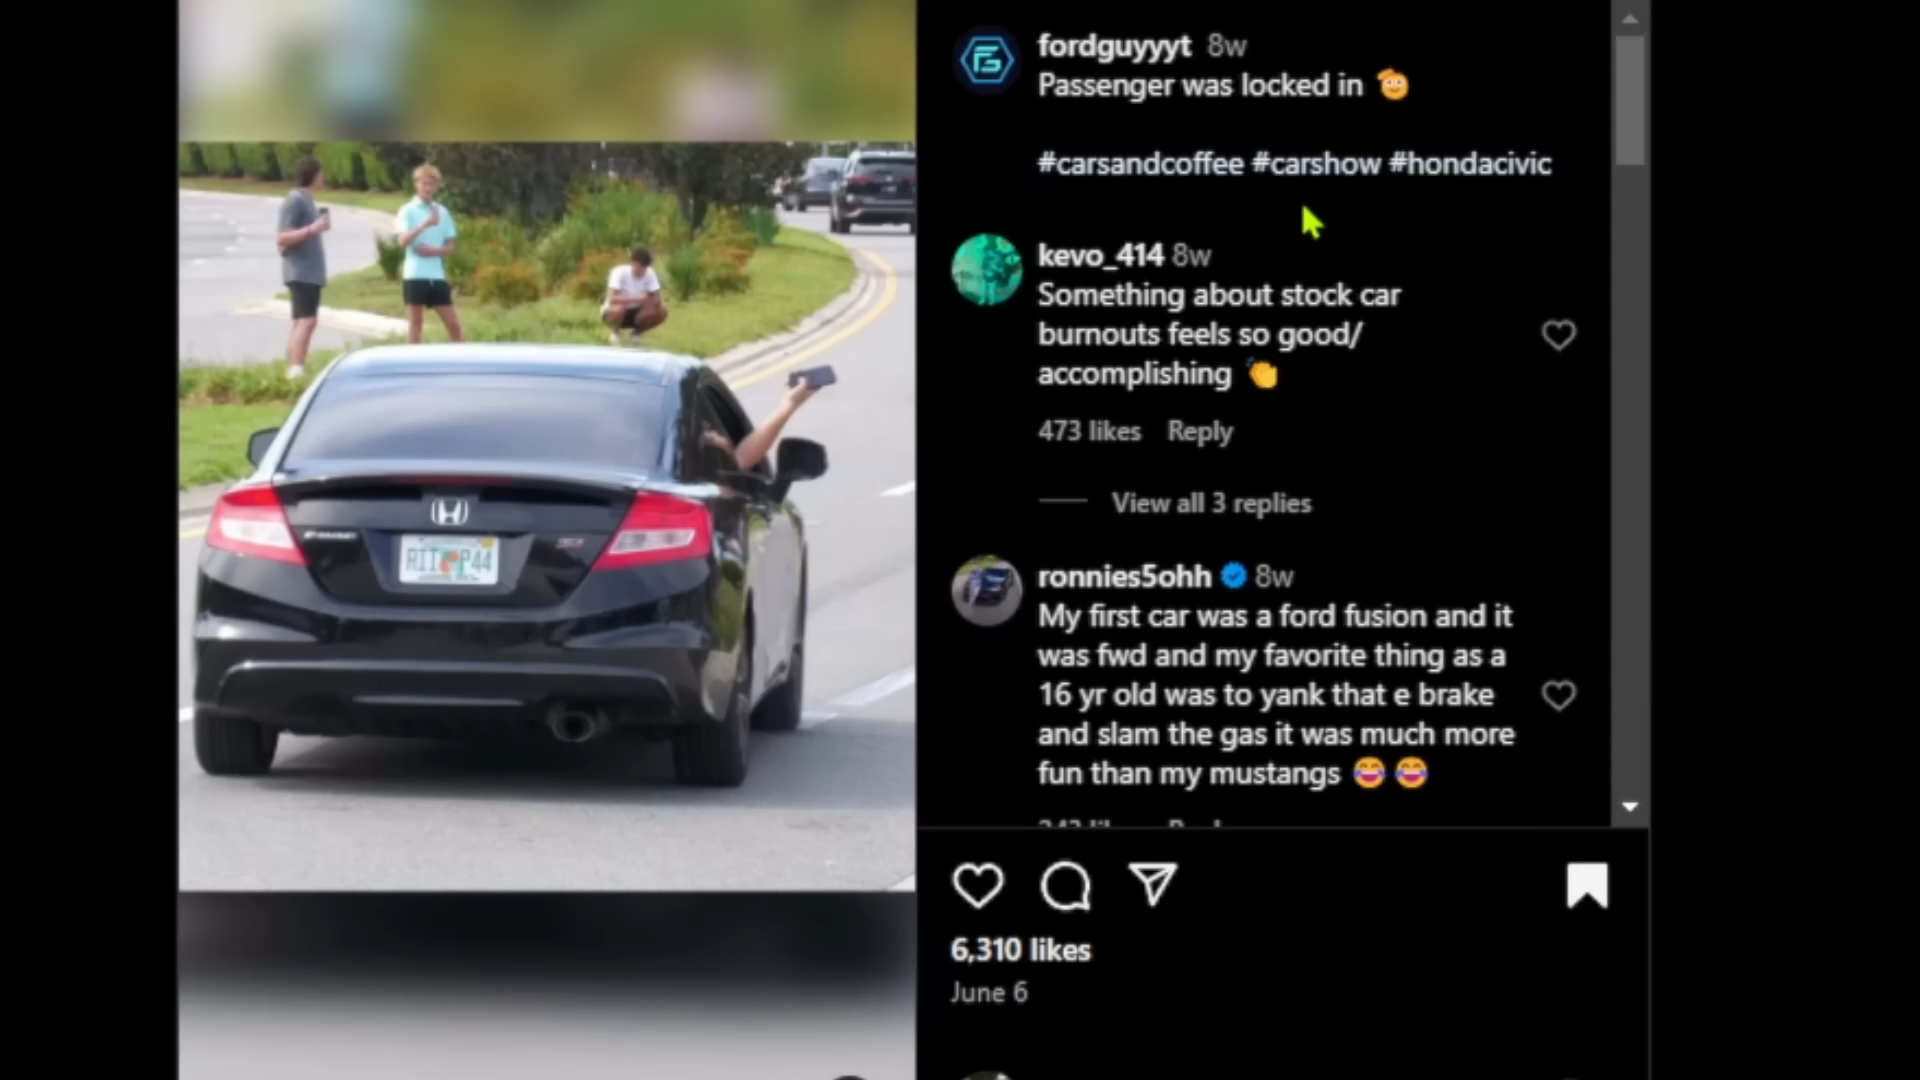 fordguyyyt 8w
Passenger was locked in
#carsandcoffee #carshow #hondacivic
kevo_414 8w
Something about stock car
burnouts feels so good/
accomplishing
473 likes Reply
View all 3 replies
ronnies5ohh 8w
My first car was a ford fusion and it
was fwd and my favorite thing as a
16 yr old was to yank that e brake
and slam the gas it was much more
fun than my mustangs
6,310 likes
June 6